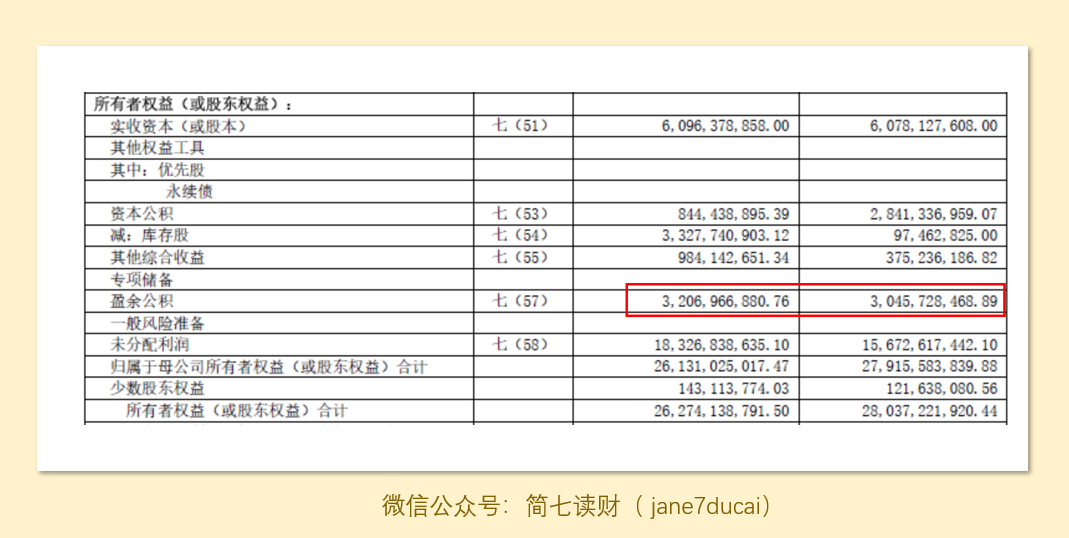 所有者权益（或股东权益）：
实收资本（或股本） 七（51） 6,096,378,858.00 6,078,127,608.00
其他权益工具
其中：优先股
永续债
资本公积 七（53） 844,438,895.39 2,841,336,959.07
减：库存股 七（54） 3,327,740,903.12 97,462,825.00
其他综合收益 七（55） 984,142,651.34 375,236,186.82
专项储备
盈余公积 七（57） 3,206,966,880.76 3,045,728,468.89
一般风险准备
未分配利润 七（58） 18,326,838,635.10 15,672,617,442.10
归属于母公司所有者权益（或股东权益）合计 26,131,025,017.47 27,915,583,839.88
少数股东权益 143,113,774.03 121,638,080.56
所有者权益（或股东权益）合计 26,274,138,791.50 28,037,221,920.44
微信公众号：简七读财（ jane7ducai）